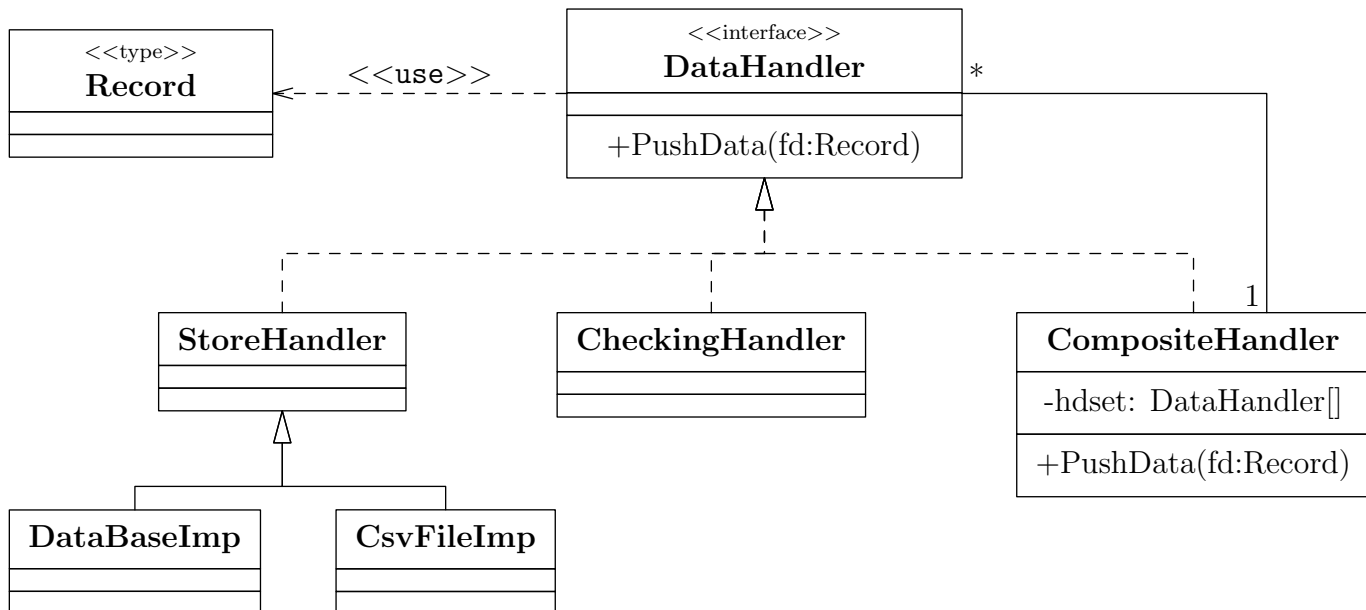 <<type>>
Record
<<use>>
<<interface>>
DataHandler
+PushData(fd:Record)
*
1
StoreHandler
CheckingHandler
CompositeHandler
-hdset: DataHandler[]
+PushData(fd:Record)
DataBaseImp
CsvFileImp